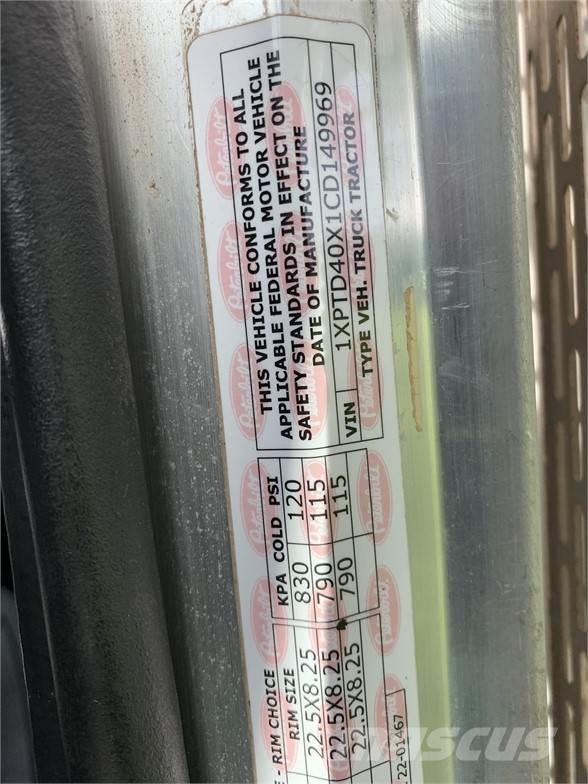 THIS VEHICLE CONFORMS TO ALL
APPLICABLE FEDERAL MOTOR VEHICLE
SAFETY STANDARDS IN EFFECT ON THE
DATE OF MANUFACTURE
VIN 1XPTD40X1CD149969
TYPE VEH. TRUCK TRACTOR
- RIM CHOICE
RIM SIZE KPA COLD PSI
22.5X8.25 830 120
22.5X8.25 790 115
22.5X8.25 790 115
22-01467
Peterbilt
MASCUS